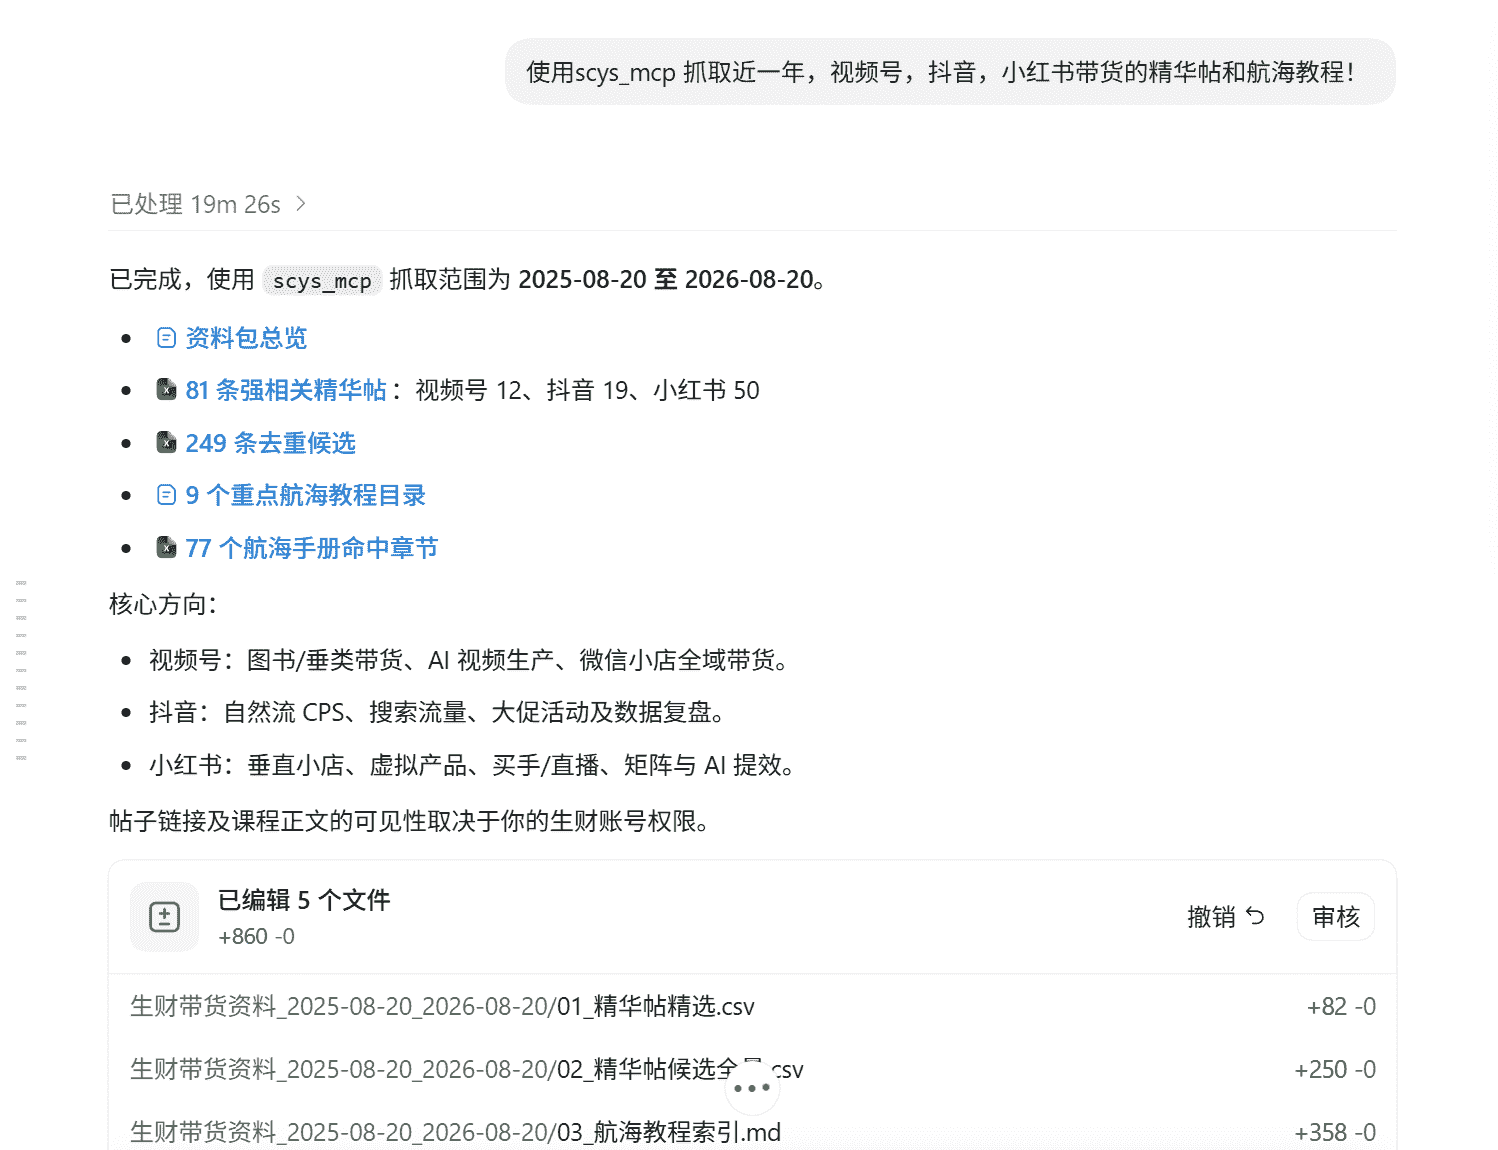 使用scys_mcp 抓取近一年，视频号，抖音，小红书带货的精华帖和航海教程！
已处理 19m 26s
已完成，使用 scys_mcp 抓取范围为 2025-08-20 至 2026-08-20。
资料包总览
81 条强相关精华帖：视频号 12、抖音 19、小红书 50
249 条去重候选
9 个重点航海教程目录
77 个航海手册命中章节
核心方向：
视频号：图书/垂类带货、AI 视频生产、微信小店全域带货。
抖音：自然流 CPS、搜索流量、大促活动及数据复盘。
小红书：垂直小店、虚拟产品、买手/直播、矩阵与 AI 提效。
帖子链接及课程正文的可见性取决于你的生财账号权限。
已编辑 5 个文件
+860 -0
撤销
审核
生财带货资料_2025-08-20_2026-08-20/01_精华帖精选.csv +82 -0
生财带货资料_2025-08-20_2026-08-20/02_精华帖候选全量.csv +250 -0
生财带货资料_2025-08-20_2026-08-20/03_航海教程索引.md +358 -0